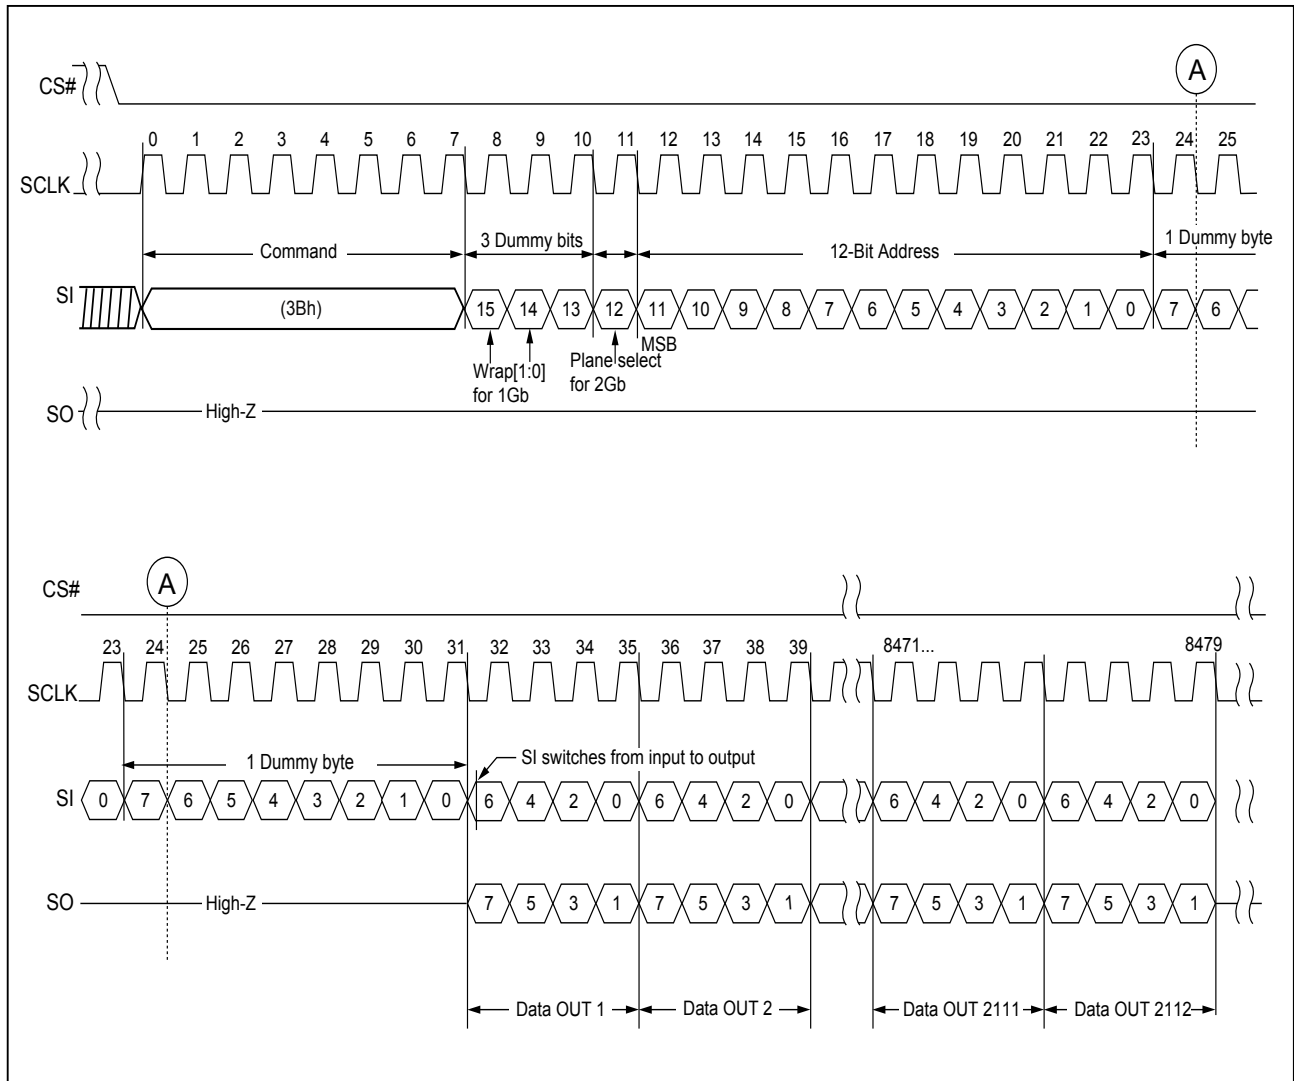 A
CS#
0 1 2 3 4 5 6 7 8 9 10 11 12 13 14 15 16 17 18 19 20 21 22 23 24 25
SCLK
Command 3 Dummy bits 12-Bit Address 1 Dummy byte
SI (3Bh) 15 14 13 12 11 10 9 8 7 6 5 4 3 2 1 0 7 6
MSB
Wrap[1:0]
for 1Gb
Plane select
for 2Gb
SO High-Z
A
CS#
23 24 25 26 27 28 29 30 31 32 33 34 35 36 37 38 39 8471... 8479
SCLK
SI switches from input to output
1 Dummy byte
SI 0 7 6 5 4 3 2 1 0 6 4 2 0 6 4 2 0 6 4 2 0 6 4 2 0
SO High-Z 7 5 3 1 7 5 3 1 7 5 3 1 7 5 3 1
Data OUT 1 Data OUT 2 Data OUT 2111 Data OUT 2112